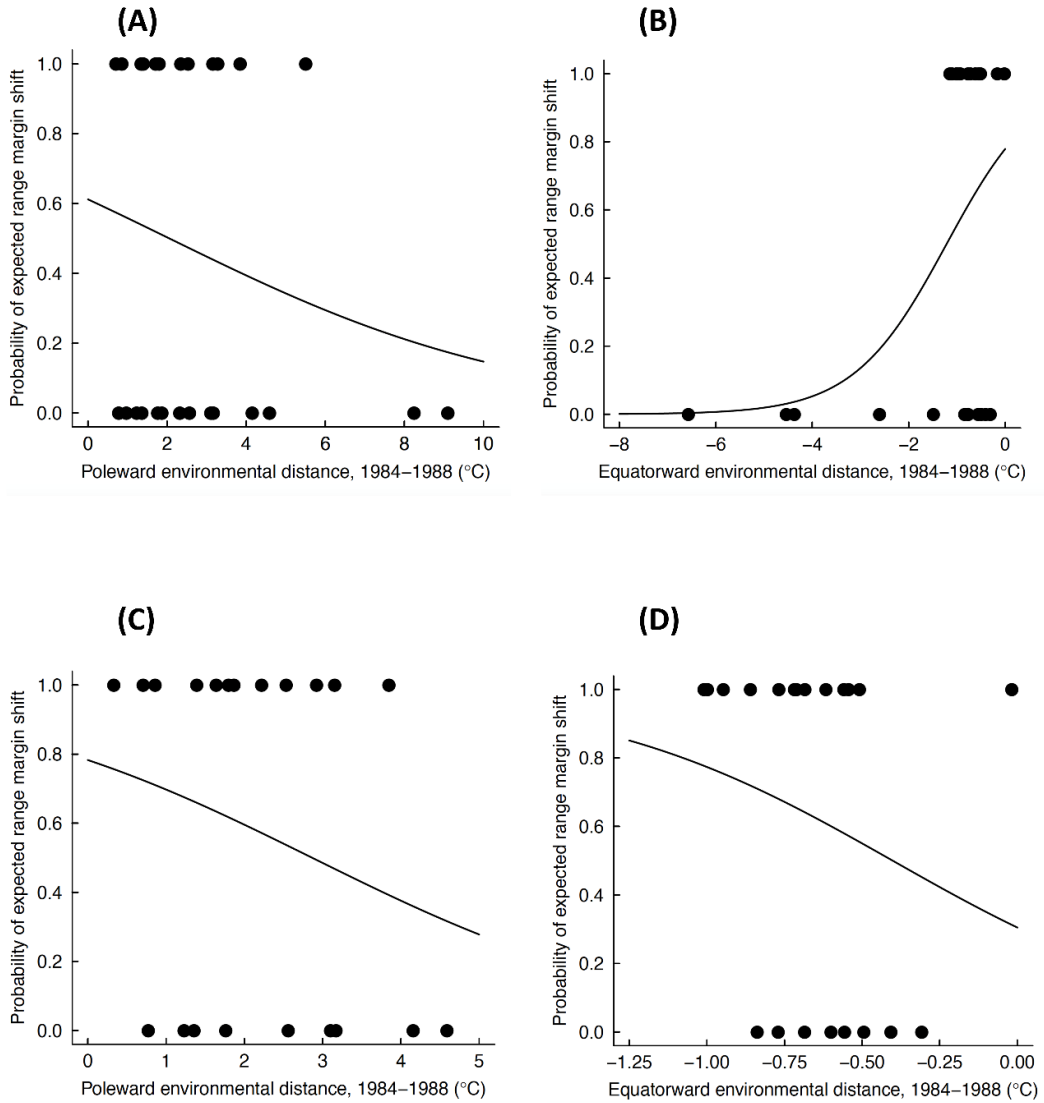 (A)
Probability of expected range margin shift
1.0
0.8
0.6
0.4
0.2
0.0
0 2 4 6 8 10
Poleward environmental distance, 1984−1988 (°C)
(B)
Probability of expected range margin shift
1.0
0.8
0.6
0.4
0.2
0.0
−8 −6 −4 −2 0
Equatorward environmental distance, 1984−1988 (°C)
(C)
Probability of expected range margin shift
1.0
0.8
0.6
0.4
0.2
0.0
0 1 2 3 4 5
Poleward environmental distance, 1984−1988 (°C)
(D)
Probability of expected range margin shift
1.0
0.8
0.6
0.4
0.2
0.0
−1.25 −1.00 −0.75 −0.50 −0.25 0.00
Equatorward environmental distance, 1984−1988 (°C)